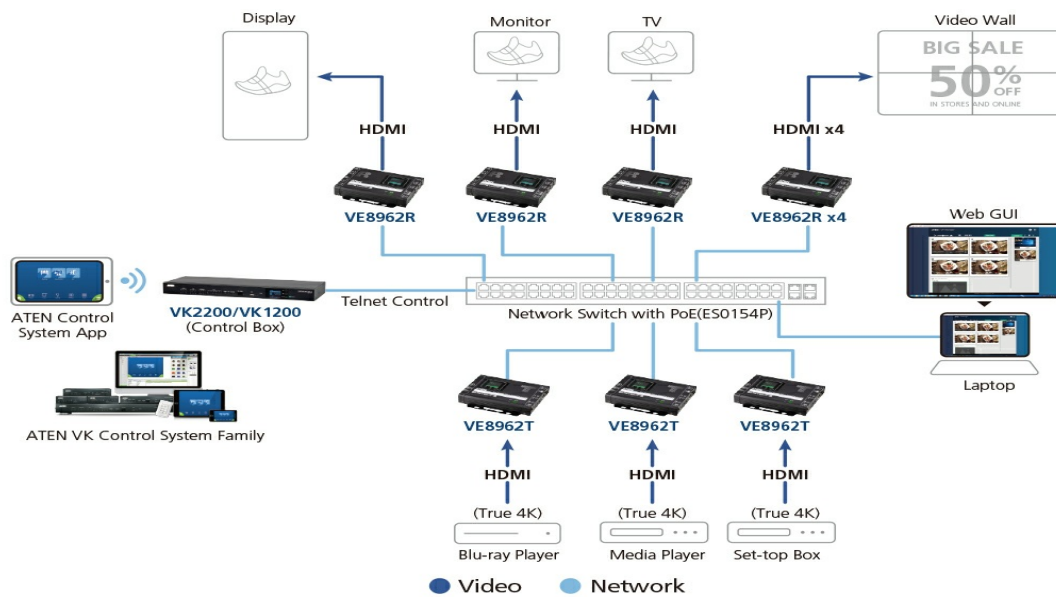 Display
Monitor
TV
Video Wall
BIG SALE
50%
OFF
IN STORES AND ONLINE
HDMI
HDMI
HDMI
HDMI x4
VE8962R
VE8962R
VE8962R
VE8962R x4
Web GUI
ATEN Control
System App
VK2200/VK1200
(Control Box)
Telnet Control
Network Switch with PoE(ES0154P)
Laptop
ATEN VK Control System Family
VE8962T
VE8962T
VE8962T
HDMI
HDMI
HDMI
(True 4K)
(True 4K)
(True 4K)
Blu-ray Player
Media Player
Set-top Box
Video
Network